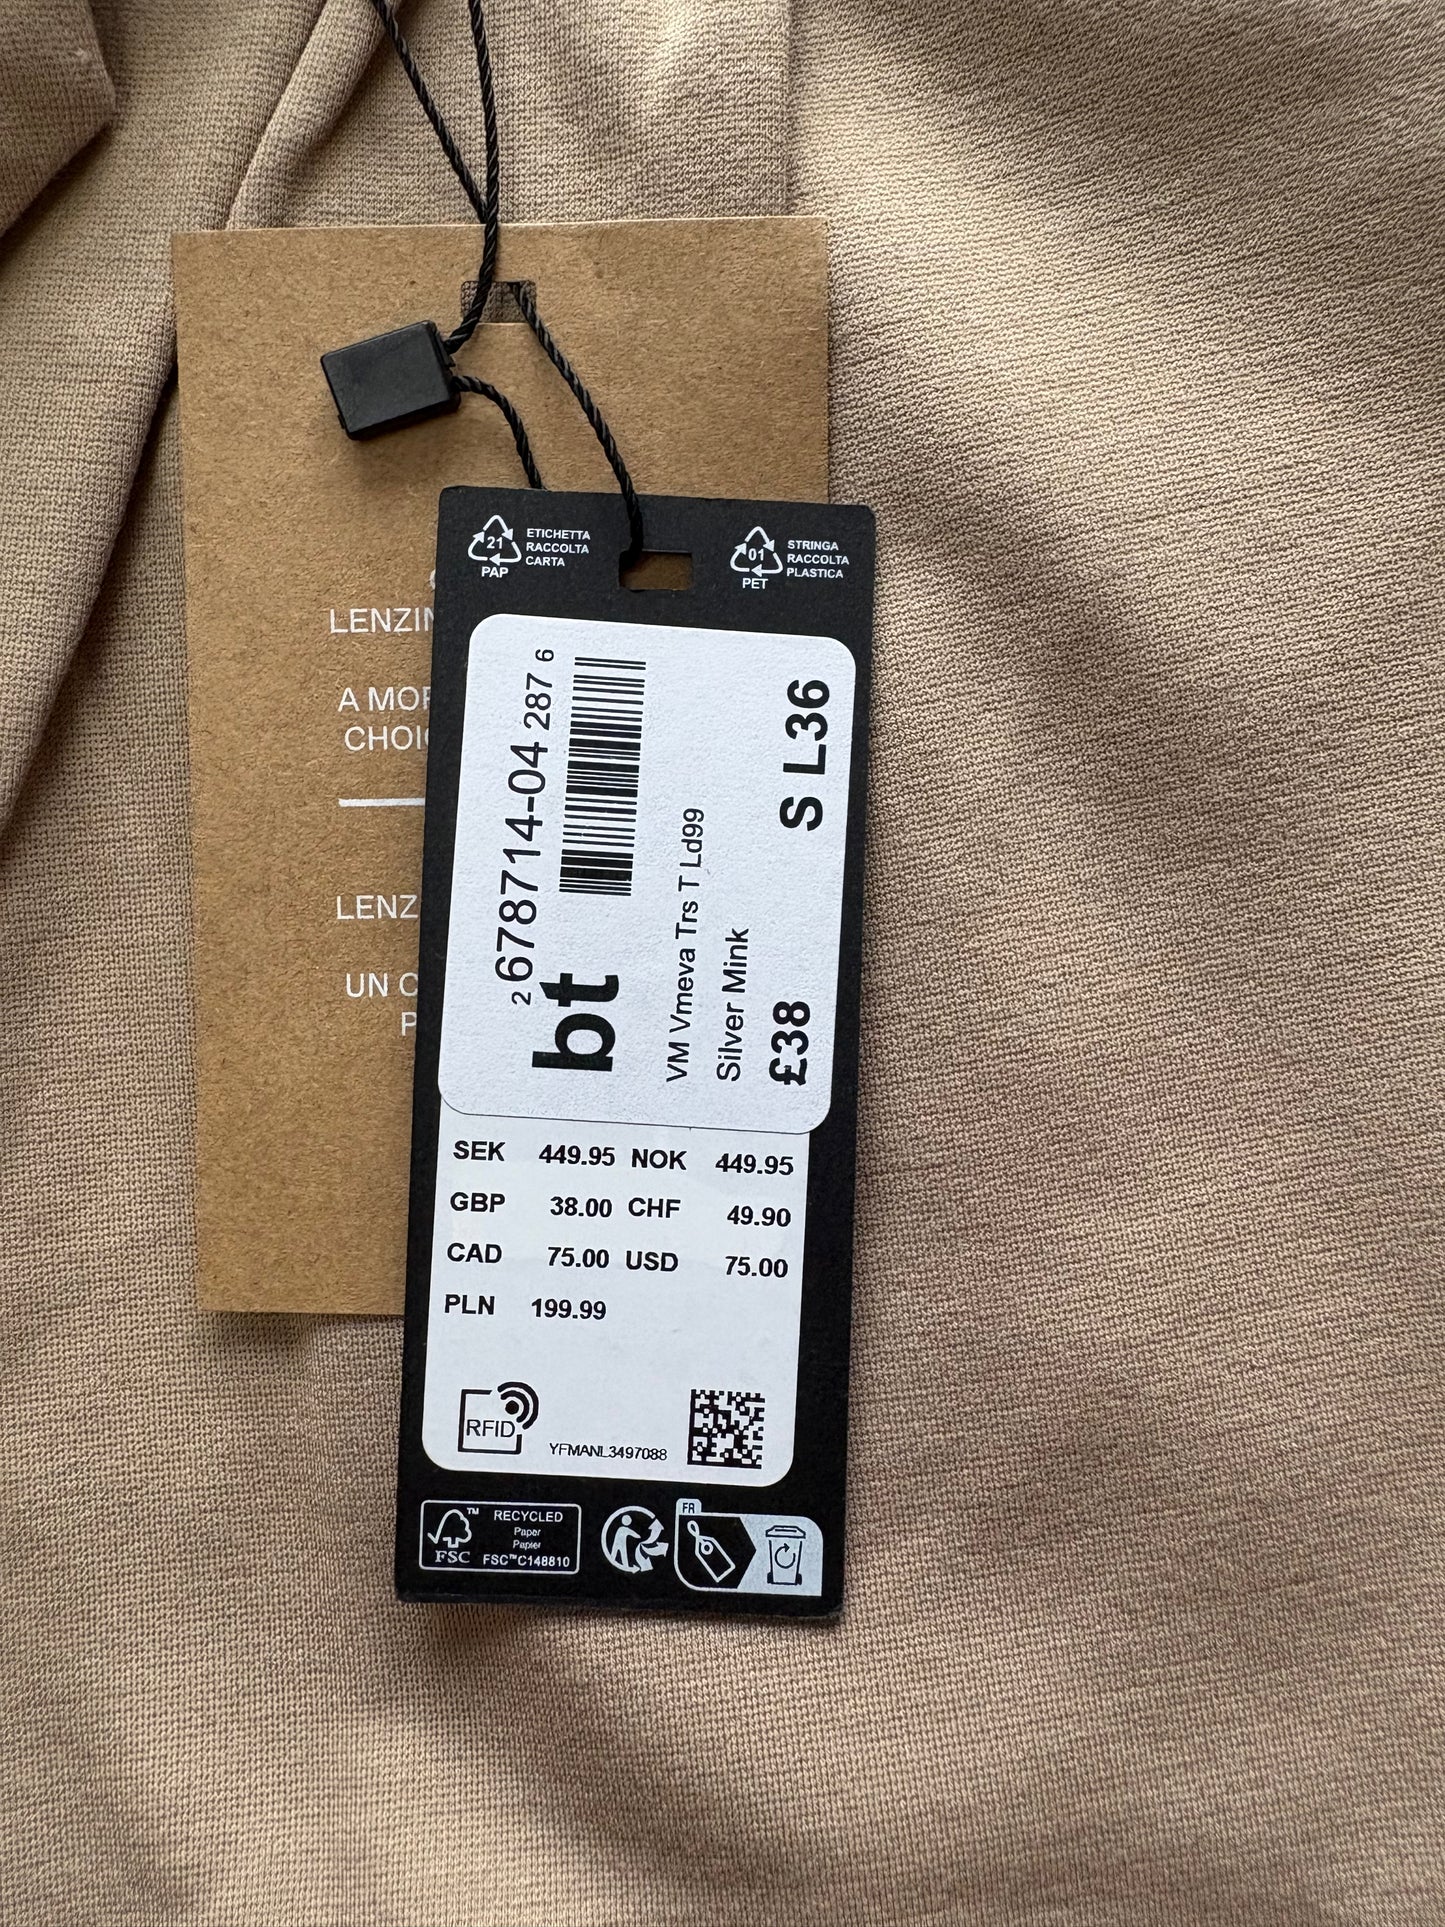 21
PAP
ETICHETTA
RACCOLTA
CARTA
01
PET
STRINGA
RACCOLTA
PLASTICA
LENZIN
A MOR
CHOIC
LENZ
UN C
P
2 678714-04 287 6
bt
VM Vmeva Trs T Ld99
Silver Mink
£38 S L36
SEK 449.95 NOK 449.95
GBP 38.00 CHF 49.90
CAD 75.00 USD 75.00
PLN 199.99
RFID
YFMANL3497088
FSC™
RECYCLED
Paper
Papier
FSC™C148810
FR